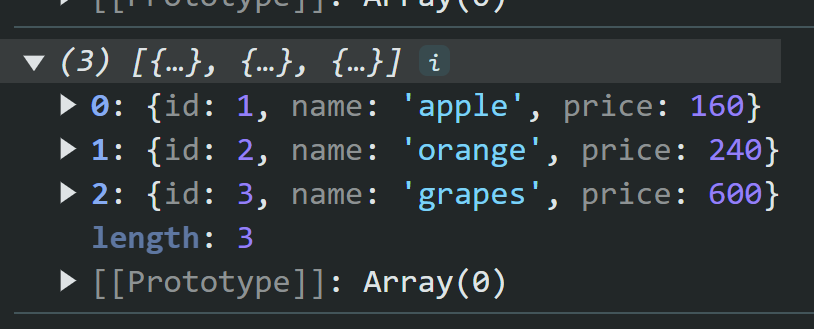 [[Prototype]]: Array(0)
(3) [{…}, {…}, {…}] i
0: {id: 1, name: 'apple', price: 160}
1: {id: 2, name: 'orange', price: 240}
2: {id: 3, name: 'grapes', price: 600}
length: 3
[[Prototype]]: Array(0)